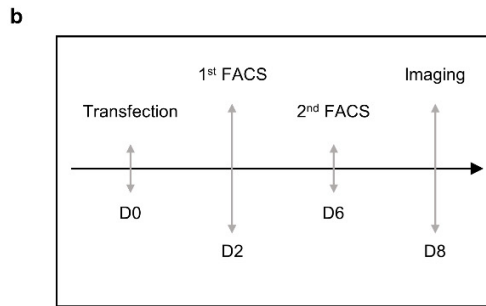 b
1st FACS
Imaging
Transfection
2nd FACS
D0
D6
D2
D8